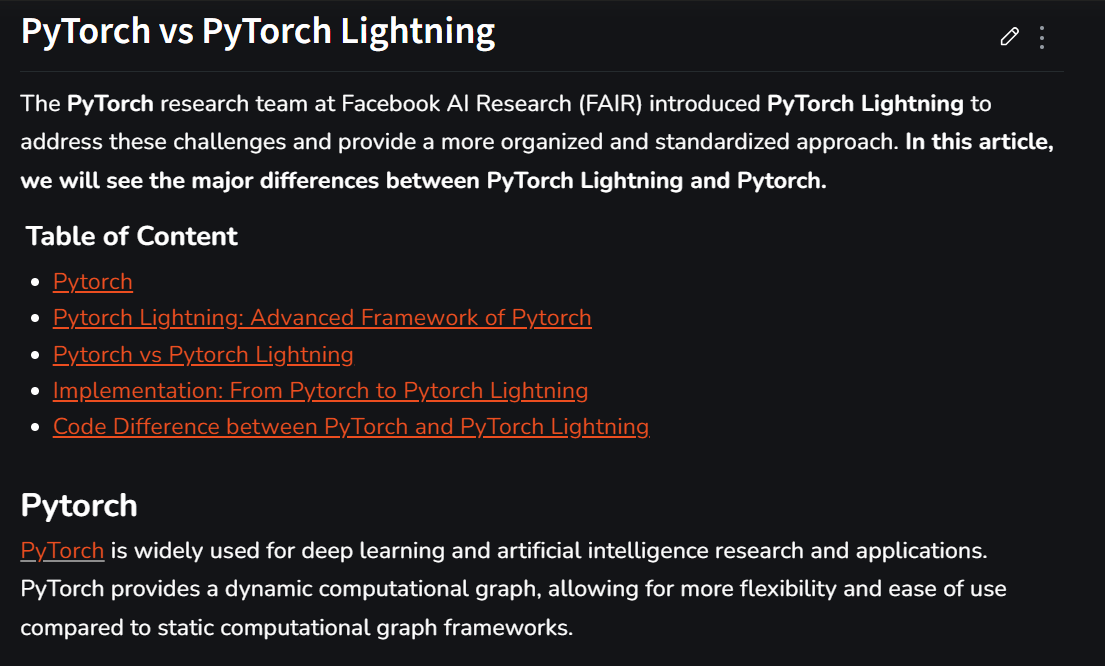 PyTorch vs PyTorch Lightning
The PyTorch research team at Facebook AI Research (FAIR) introduced PyTorch Lightning to
address these challenges and provide a more organized and standardized approach. In this article,
we will see the major differences between PyTorch Lightning and Pytorch.
Table of Content
Pytorch
Pytorch Lightning: Advanced Framework of Pytorch
Pytorch vs Pytorch Lightning
Implementation: From Pytorch to Pytorch Lightning
Code Difference between PyTorch and PyTorch Lightning
Pytorch
PyTorch is widely used for deep learning and artificial intelligence research and applications.
PyTorch provides a dynamic computational graph, allowing for more flexibility and ease of use
compared to static computational graph frameworks.